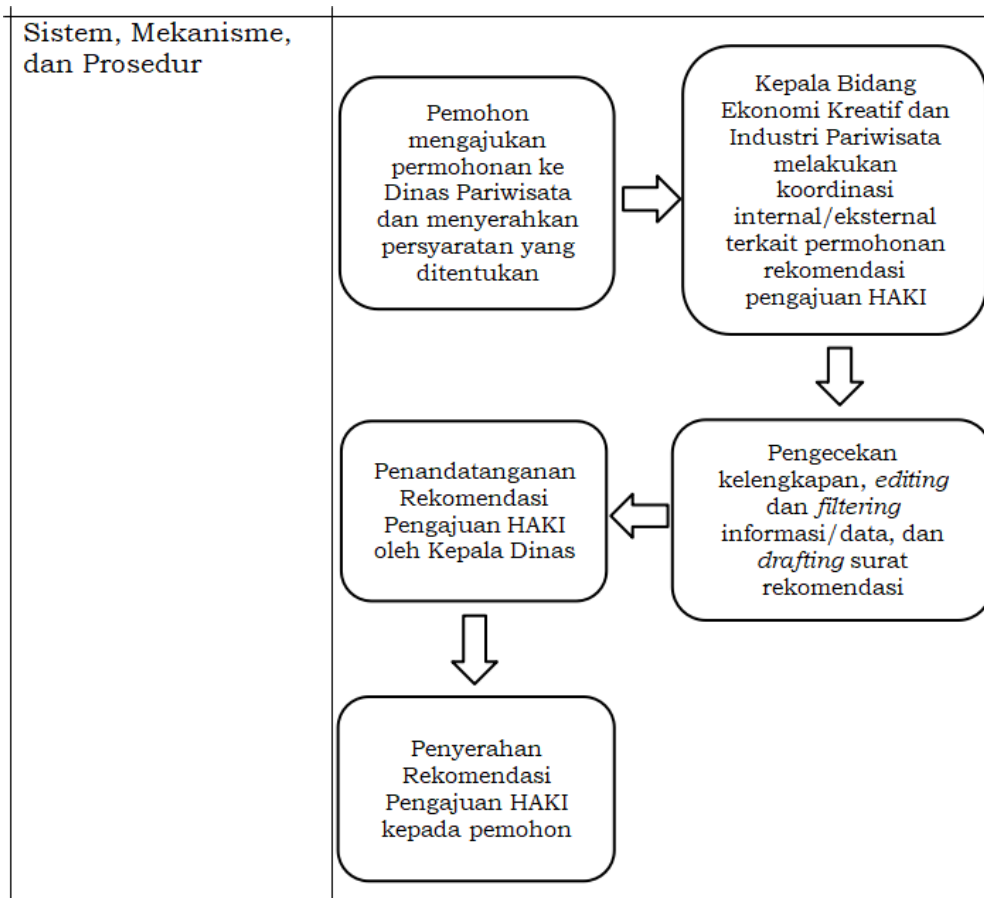 Sistem, Mekanisme,
dan Prosedur
Pemohon
mengajukan
permohonan ke
Dinas Pariwisata
dan menyerahkan
persyaratan yang
ditentukan
Kepala Bidang
Ekonomi Kreatif dan
Industri Pariwisata
melakukan
koordinasi
internal/eksternal
terkait permohonan
rekomendasi
pengajuan HAKI
Pengecekan
kelengkapan, editing
dan filtering
informasi/data, dan
drafting surat
rekomendasi
Penandatanganan
Rekomendasi
Pengajuan HAKI
oleh Kepala Dinas
Penyerahan
Rekomendasi
Pengajuan HAKI
kepada pemohon